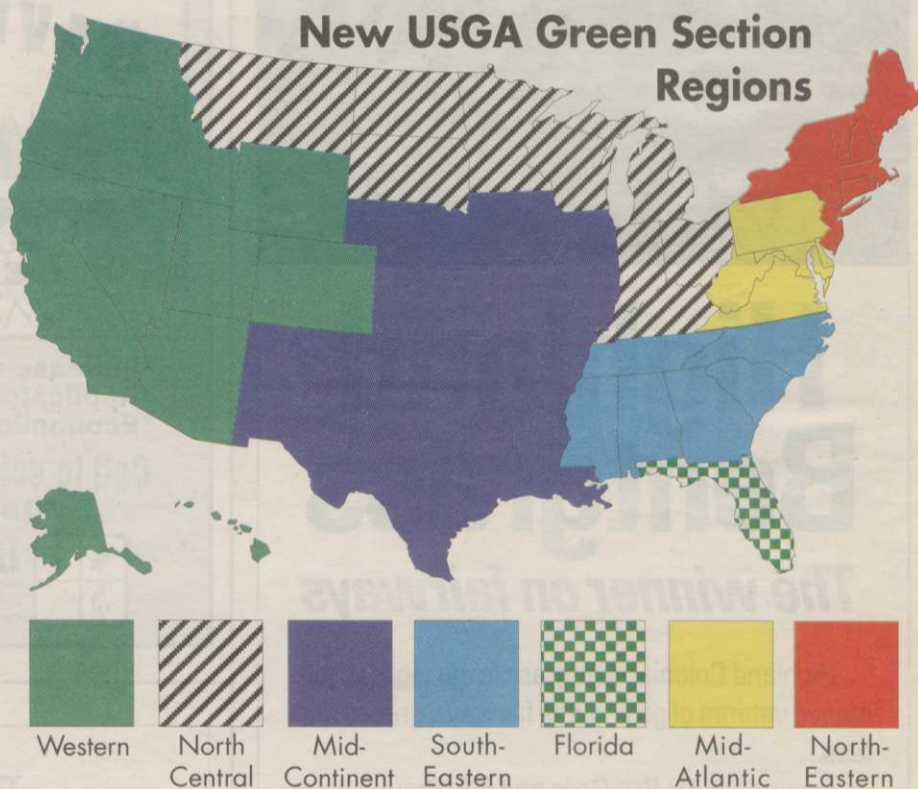 New USGA Green Section
Regions
Western
North
Central
Mid-
Continent
South-
Eastern
Florida
Mid-
Atlantic
North-
Eastern